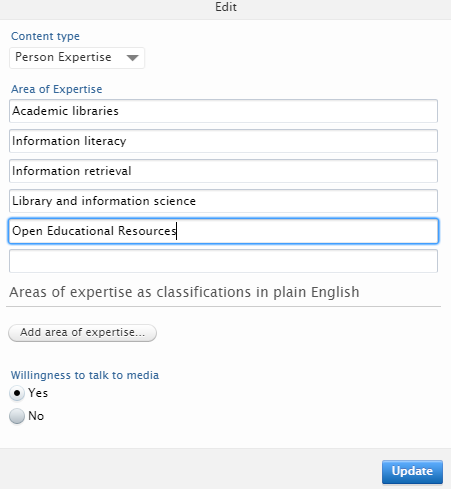 Edit
Content type
Person Expertise
Area of Expertise
Academic libraries
Information literacy
Information retrieval
Library and information science
Open Educational Resources
Areas of expertise as classifications in plain English
Add area of expertise...
Willingness to talk to media
Yes
No
Update